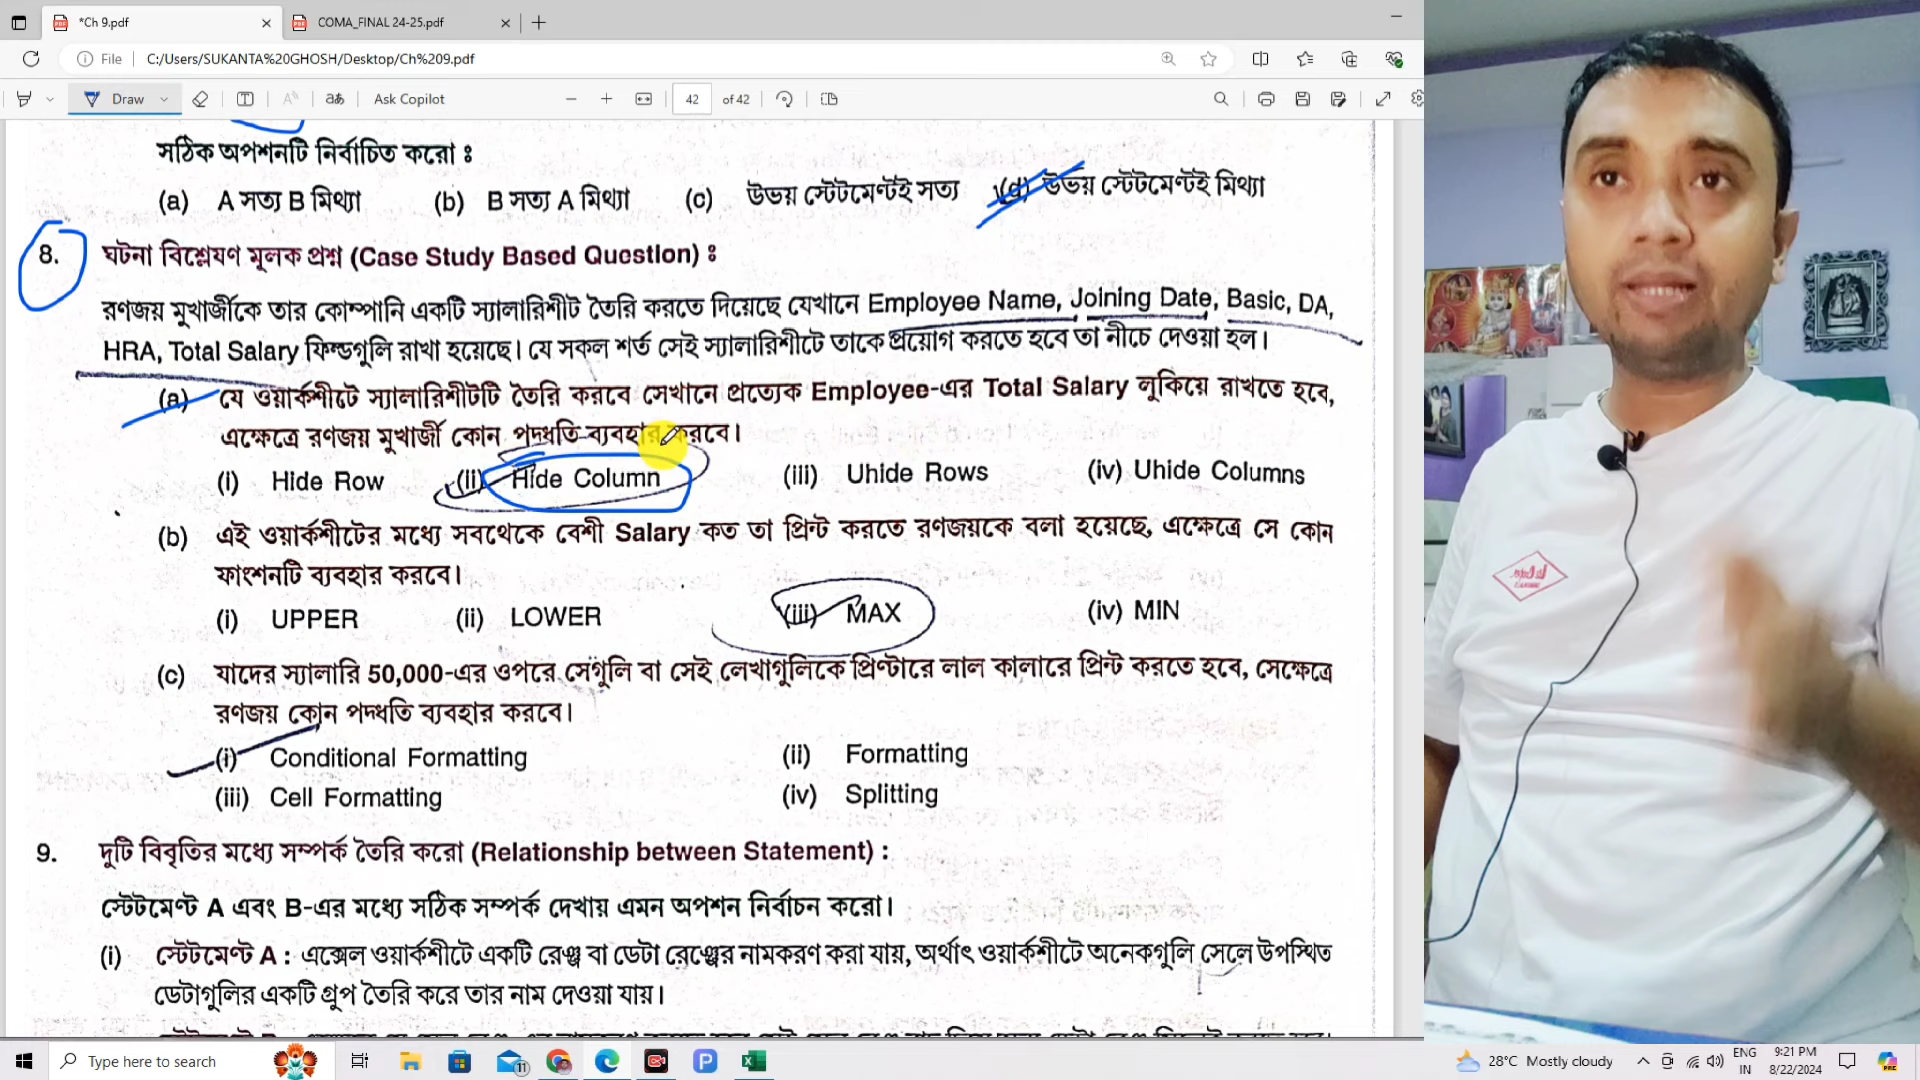 *Ch 9.pdf
COMA_FINAL 24-25.pdf
File C:/Users/SUKANTA%20GHOSH/Desktop/Ch%209.pdf
Draw Ask Copilot 42 of 42
সঠিক অপশনটি নির্বাচিত করো ঃ
(a) A সত্য B মিথ্যা (b) B সত্য A মিথ্যা (c) উভয় স্টেটমেণ্টই সত্য (d) উভয় স্টেটমেণ্টই মিথ্যা
8. ঘটনা বিশ্লেষণ মূলক প্রশ্ন (Case Study Based Question) ঃ
রণজয় মুখার্জীকে তার কোম্পানি একটি স্যালারিশীট তৈরি করতে দিয়েছে যেখানে Employee Name, Joining Date, Basic, DA,
HRA, Total Salary ফিল্ডগুলি রাখা হয়েছে। যে সকল শর্ত সেই স্যালারিশীটে তাকে প্রয়োগ করতে হবে তা নীচে দেওয়া হল।
(a) যে ওয়ার্কশীটে স্যালারিশীটটি তৈরি করবে সেখানে প্রত্যেক Employee-এর Total Salary লুকিয়ে রাখতে হবে,
এক্ষেত্রে রণজয় মুখার্জী কোন পদ্ধতি ব্যবহার করবে।
(i) Hide Row (ii) Hide Column (iii) Uhide Rows (iv) Uhide Columns
(b) এই ওয়ার্কশীটের মধ্যে সবথেকে বেশী Salary কত তা প্রিন্ট করতে রণজয়কে বলা হয়েছে, এক্ষেত্রে সে কোন
ফাংশনটি ব্যবহার করবে।
(i) UPPER (ii) LOWER (iii) MAX (iv) MIN
(c) যাদের স্যালারি 50,000-এর ওপরে সেগুলি বা সেই লেখাগুলিকে প্রিণ্টারে লাল কালারে প্রিন্ট করতে হবে, সেক্ষেত্রে
রণজয় কোন পদ্ধতি ব্যবহার করবে।
(i) Conditional Formatting (ii) Formatting
(iii) Cell Formatting (iv) Splitting
9. দুটি বিবৃতির মধ্যে সম্পর্ক তৈরি করো (Relationship between Statement) :
স্টেটমেণ্ট A এবং B-এর মধ্যে সঠিক সম্পর্ক দেখায় এমন অপশন নির্বাচন করো।
(i) স্টেটমেণ্ট A : এক্সেল ওয়ার্কশীটে একটি রেঞ্জ বা ডেটা রেঞ্জের নামকরণ করা যায়, অর্থাৎ ওয়ার্কশীটে অনেকগুলি সেলে উপস্থিত
ডেটাগুলির একটি গ্রুপ তৈরি করে তার নাম দেওয়া যায়।
Type here to search
28°C Mostly cloudy
ENG
IN
9:21 PM
8/22/2024